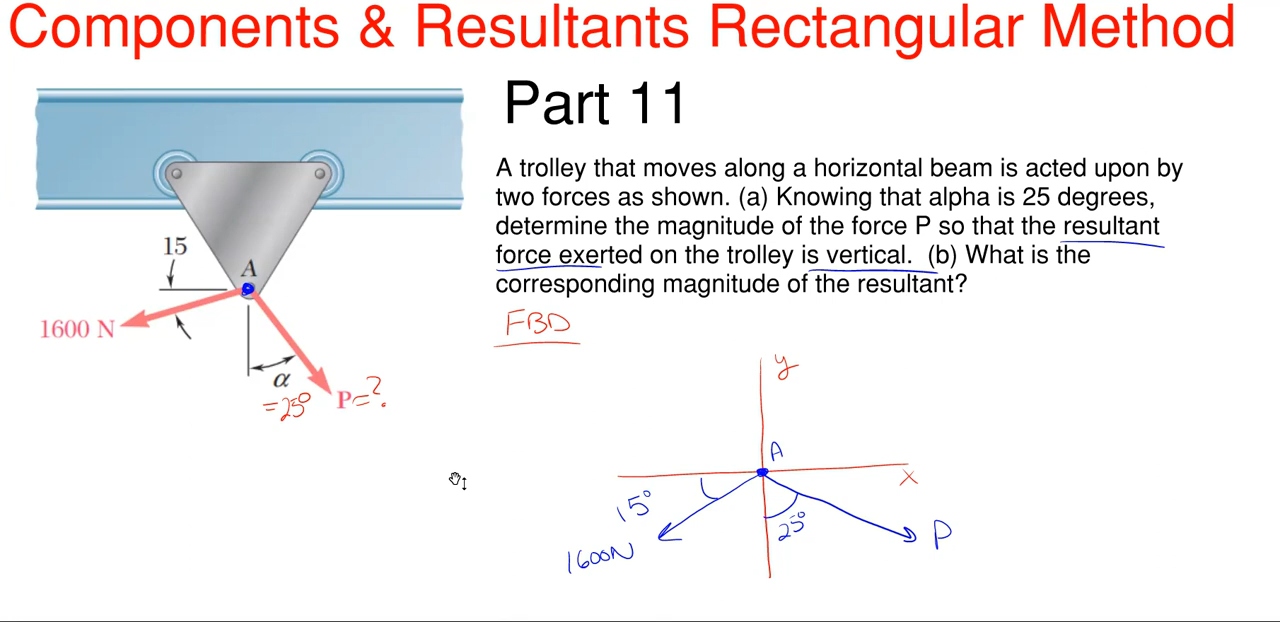 Components & Resultants Rectangular Method
Part 11
A trolley that moves along a horizontal beam is acted upon by
two forces as shown. (a) Knowing that alpha is 25 degrees,
determine the magnitude of the force P so that the resultant
force exerted on the trolley is vertical. (b) What is the
corresponding magnitude of the resultant?
15
A
1600 N
α
=25°
P=?
FBD
y
A
x
15°
25°
1600N
P